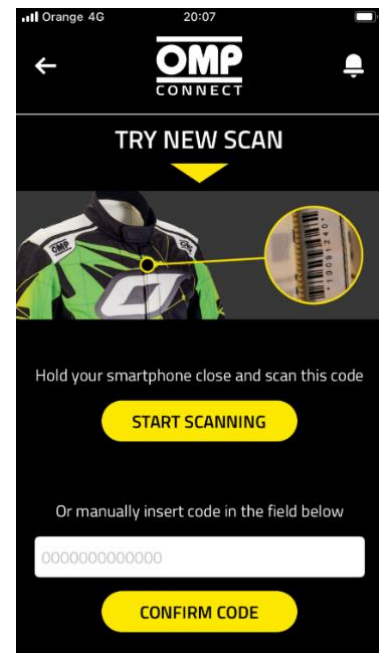 Orange 4G 20:07
OMP
CONNECT
TRY NEW SCAN
OMP
Hold your smartphone close and scan this code
START SCANNING
Or manually insert code in the field below
0000000000000
CONFIRM CODE